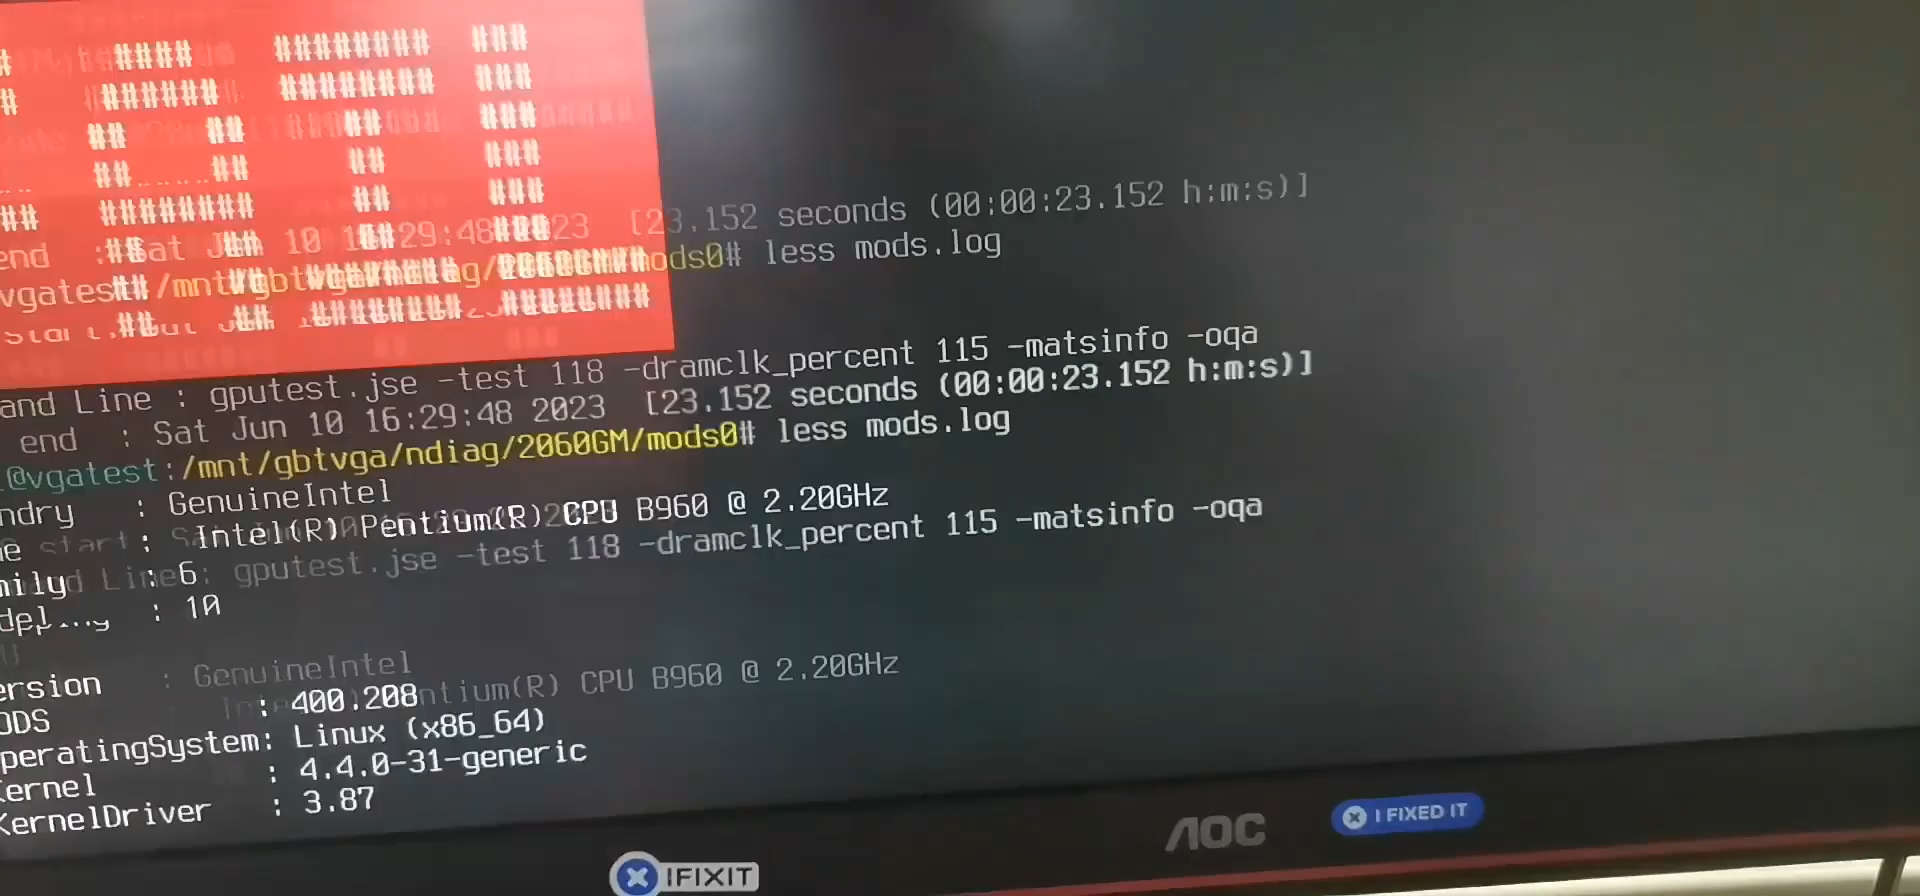 end : Sat Jun 10 16:29:48 2023 [23.152 seconds (00:00:23.152 h:m:s)]
vgatest:/mnt/gbtvga/ndiag/2060GM/mods0# less mods.log
and Line : gputest.jse -test 118 -dramclk_percent 115 -matsinfo -oqa
end : Sat Jun 10 16:29:48 2023 [23.152 seconds (00:00:23.152 h:m:s)]
@vgatest:/mnt/gbtvga/ndiag/2060GM/mods0# less mods.log
ndry : GenuineIntel
: Intel(R) Pentium(R) CPU B960 @ 2.20GHz
start :
Line : gputest.jse -test 118 -dramclk_percent 115 -matsinfo -oqa
mily : 6
: 10
: GenuineIntel
ntium(R) CPU B960 @ 2.20GHz
ersion : 400.208
ODS
peratingSystem: Linux (x86_64)
Kernel : 4.4.0-31-generic
KernelDriver : 3.87
AOC
I FIXED IT
IFIXIT